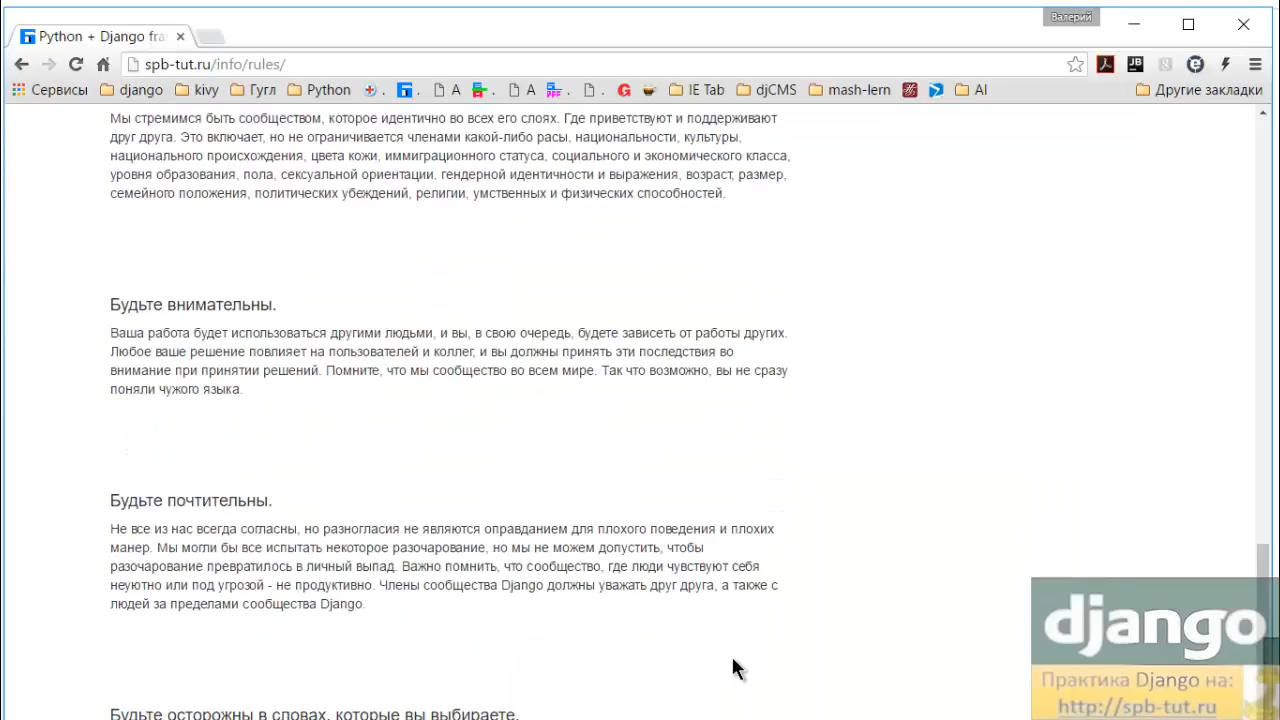 Валерий
Python + Django fra
spb-tut.ru/info/rules/
Сервисы django kivy Гугл Python . . A . A . . IE Tab djCMS mash-lern AI Другие закладки
Мы стремимся быть сообществом, которое идентично во всех его слоях. Где приветствуют и поддерживают
друг друга. Это включает, но не ограничивается членами какой-либо расы, национальности, культуры,
национального происхождения, цвета кожи, иммиграционного статуса, социального и экономического класса,
уровня образования, пола, сексуальной ориентации, гендерной идентичности и выражения, возраст, размер,
семейного положения, политических убеждений, религии, умственных и физических способностей.
Будьте внимательны.
Ваша работа будет использоваться другими людьми, и вы, в свою очередь, будете зависеть от работы других.
Любое ваше решение повлияет на пользователей и коллег, и вы должны принять эти последствия во
внимание при принятии решений. Помните, что мы сообщество во всем мире. Так что возможно, вы не сразу
поняли чужого языка.
Будьте почтительны.
Не все из нас всегда согласны, но разногласия не являются оправданием для плохого поведения и плохих
манер. Мы могли бы все испытать некоторое разочарование, но мы не можем допустить, чтобы
разочарование превратилось в личный выпад. Важно помнить, что сообщество, где люди чувствуют себя
неуютно или под угрозой - не продуктивно. Члены сообщества Django должны уважать друг друга, а также с
людей за пределами сообщества Django.
Будьте осторожны в словах, которые вы выбираете.
django
Практика Django на:
http://spb-tut.ru